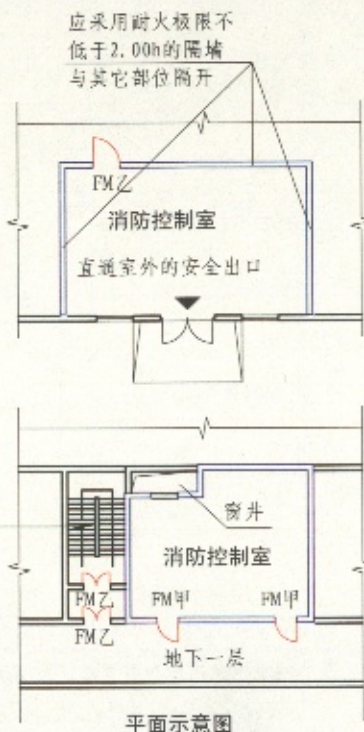 应采用耐火极限不
低于2.00h的隔墙
与其它部位隔开
FM乙
消防控制室
直通室外的安全出口
窗井
消防控制室
FM乙
FM甲
FM甲
FM乙
地下一层
平面示意图